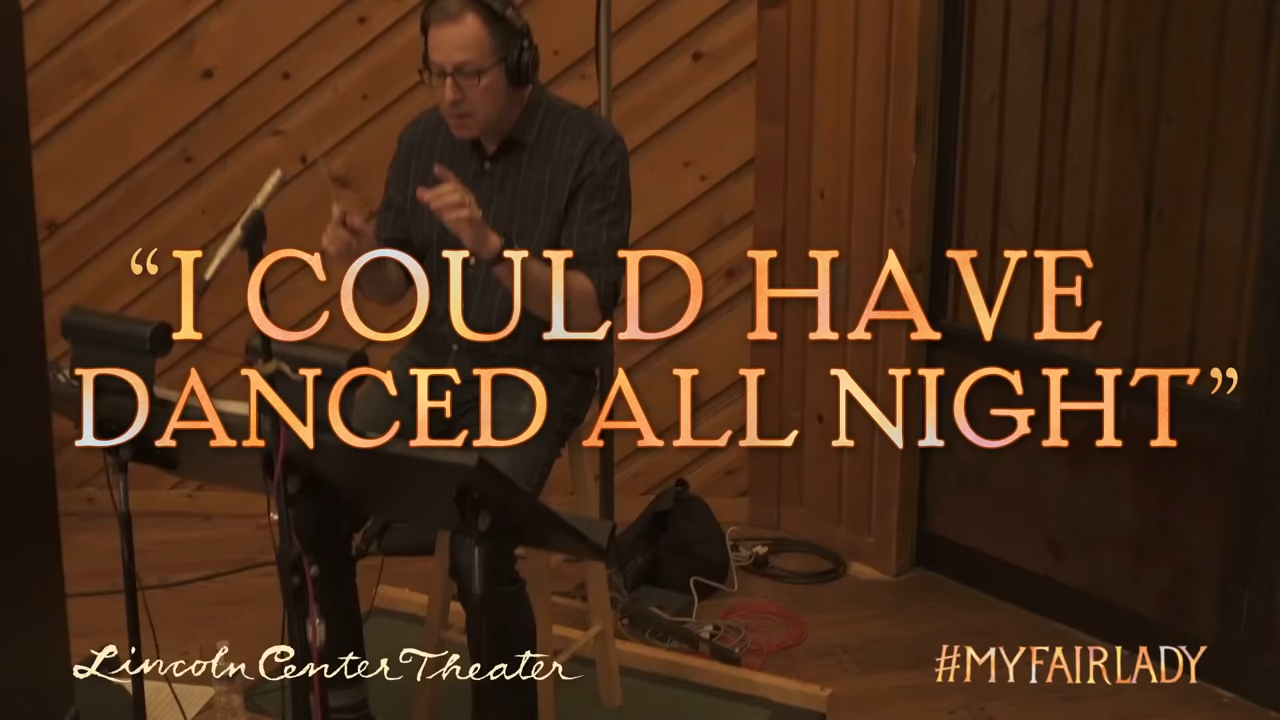 “I COULD HAVE
DANCED ALL NIGHT”
Lincoln Center Theater
#MYFAIRLADY